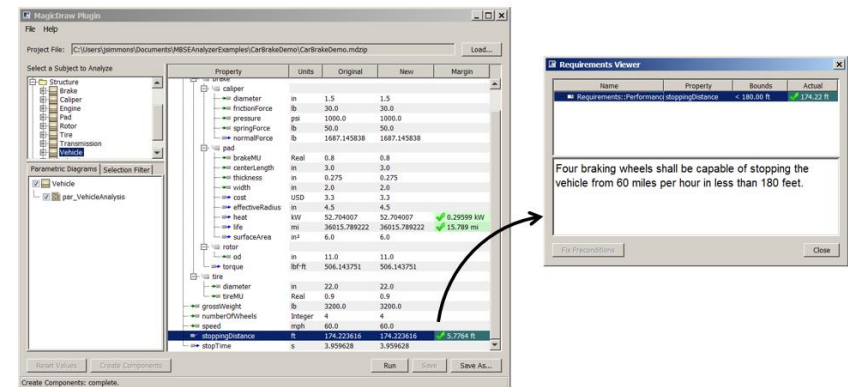 MagicDraw Plugin
File Help
Project File: C:\Users\jsimmons\Documents\MBSEAnalyzerExamples\CarBrakeDemo\CarBrakeDemo.mdzip Load...
Select a Subject to Analyze
Structure
Brake
Caliper
Engine
Pad
Rotor
Tire
Transmission
Vehicle
Parametric Diagrams Selection Filter
Vehicle
par_VehicleAnalysis
Property Units Original New Margin
brake
caliper
diameter in 1.5 1.5
frictionForce lb 30.0 30.0
pressure psi 1000.0 1000.0
springForce lb 50.0 50.0
normalForce lb 1687.145838 1687.145838
pad
brakeMU Real 0.8 0.8
centerLength in 3.0 3.0
thickness in 0.275 0.275
width in 2.0 2.0
cost USD 3.3 3.3
effectiveRadius in 4.5 4.5
heat kW 52.704007 52.704007 0.29599 kW
life mi 36015.789222 36015.789222 15.789 mi
surfaceArea in² 6.0 6.0
rotor
od in 11.0 11.0
torque lbf·ft 506.143751 506.143751
tire
diameter in 22.0 22.0
tireMU Real 0.9 0.9
grossWeight lb 3200.0 3200.0
numberOfWheels Integer 4 4
speed mph 60.0 60.0
stoppingDistance ft 174.223616 174.223616 5.7764 ft
stopTime s 3.959628 3.959628
Reset Values Create Components Run Save Save As...
Create Components: complete.
Requirements Viewer
Name Property Bounds Actual
Requirements::Performanc stoppingDistance < 180.00 ft 174.22 ft
Four braking wheels shall be capable of stopping the
vehicle from 60 miles per hour in less than 180 feet.
Fix Preconditions Close